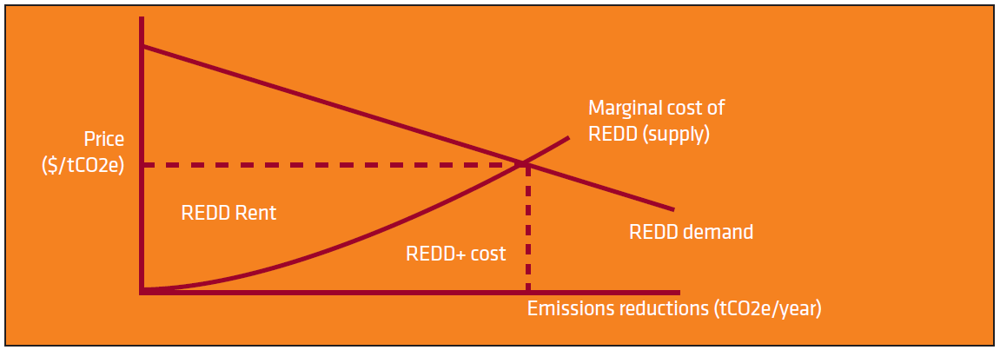 Marginal cost of
REDD (supply)
Price
($/tCO2e)
REDD Rent
REDD demand
REDD+ cost
Emissions reductions (tCO2e/year)